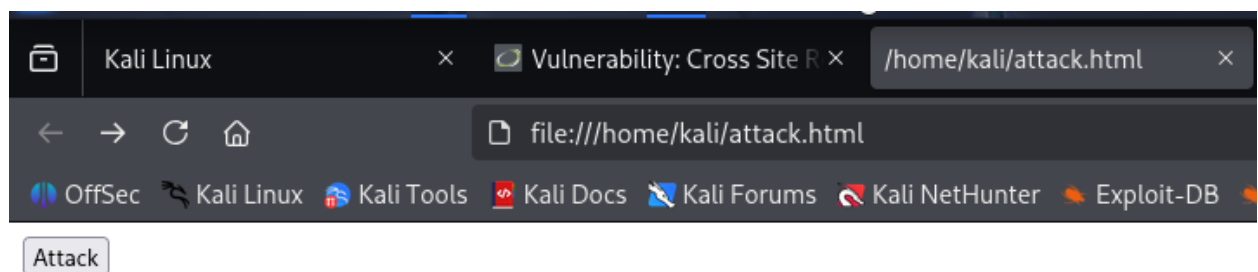 Kali Linux Vulnerability: Cross Site R /home/kali/attack.html
file:///home/kali/attack.html
OffSec Kali Linux Kali Tools Kali Docs Kali Forums Kali NetHunter Exploit-DB
Attack